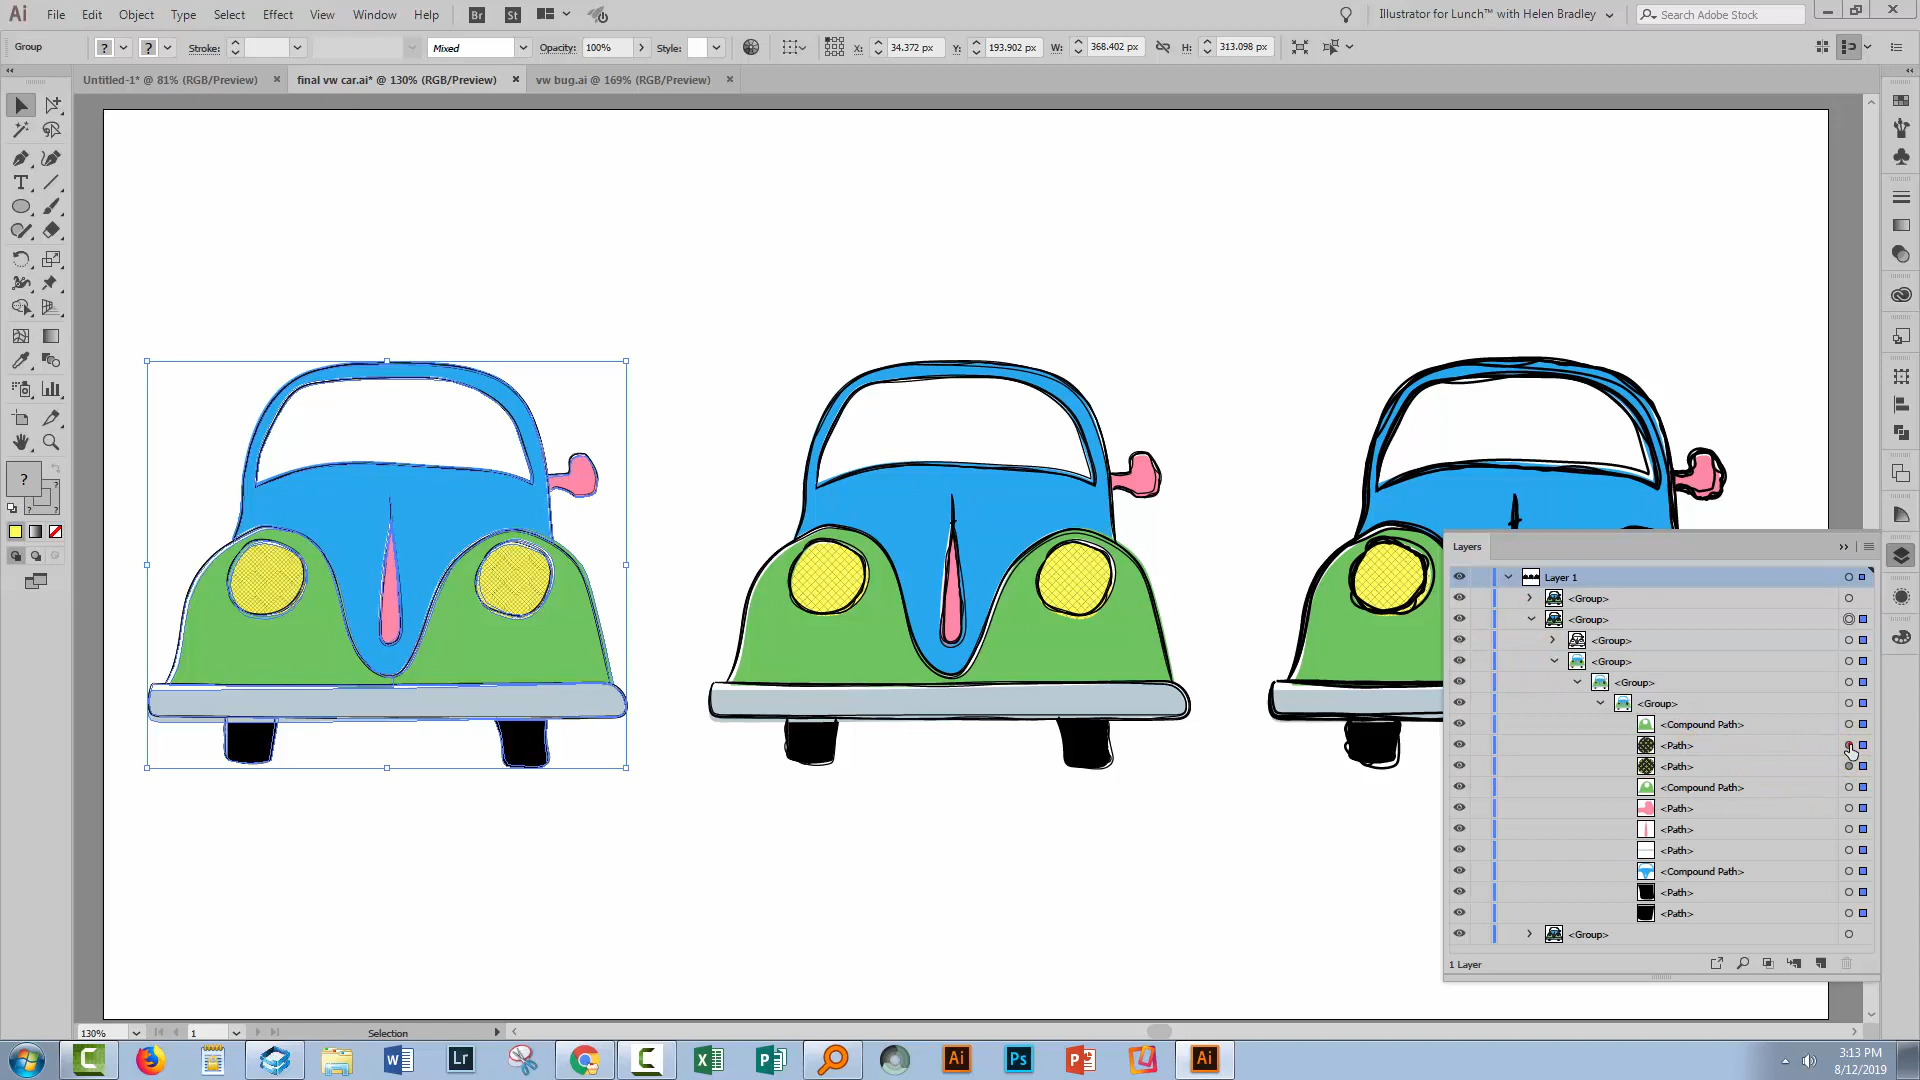 Ai File Edit Object Type Select Effect View Window Help Br St Illustrator for Lunch™ with Helen Bradley Search Adobe Stock
Group ? ? Stroke: Mixed Opacity: 100% Style: X: 34.372 px Y: 193.902 px W: 368.402 px H: 313.098 px
Untitled-1* @ 81% (RGB/Preview) × final vw car.ai* @ 130% (RGB/Preview) × vw bug.ai @ 169% (RGB/Preview) ×
?
Layers
Layer 1
<Group>
<Group>
<Group>
<Group>
<Group>
<Group>
<Compound Path>
<Path>
<Path>
<Compound Path>
<Path>
<Path>
<Path>
<Compound Path>
<Path>
<Path>
<Group>
1 Layer
130% 1 Selection
W Lr X P Ai Ps P Ai
3:13 PM
8/12/2019